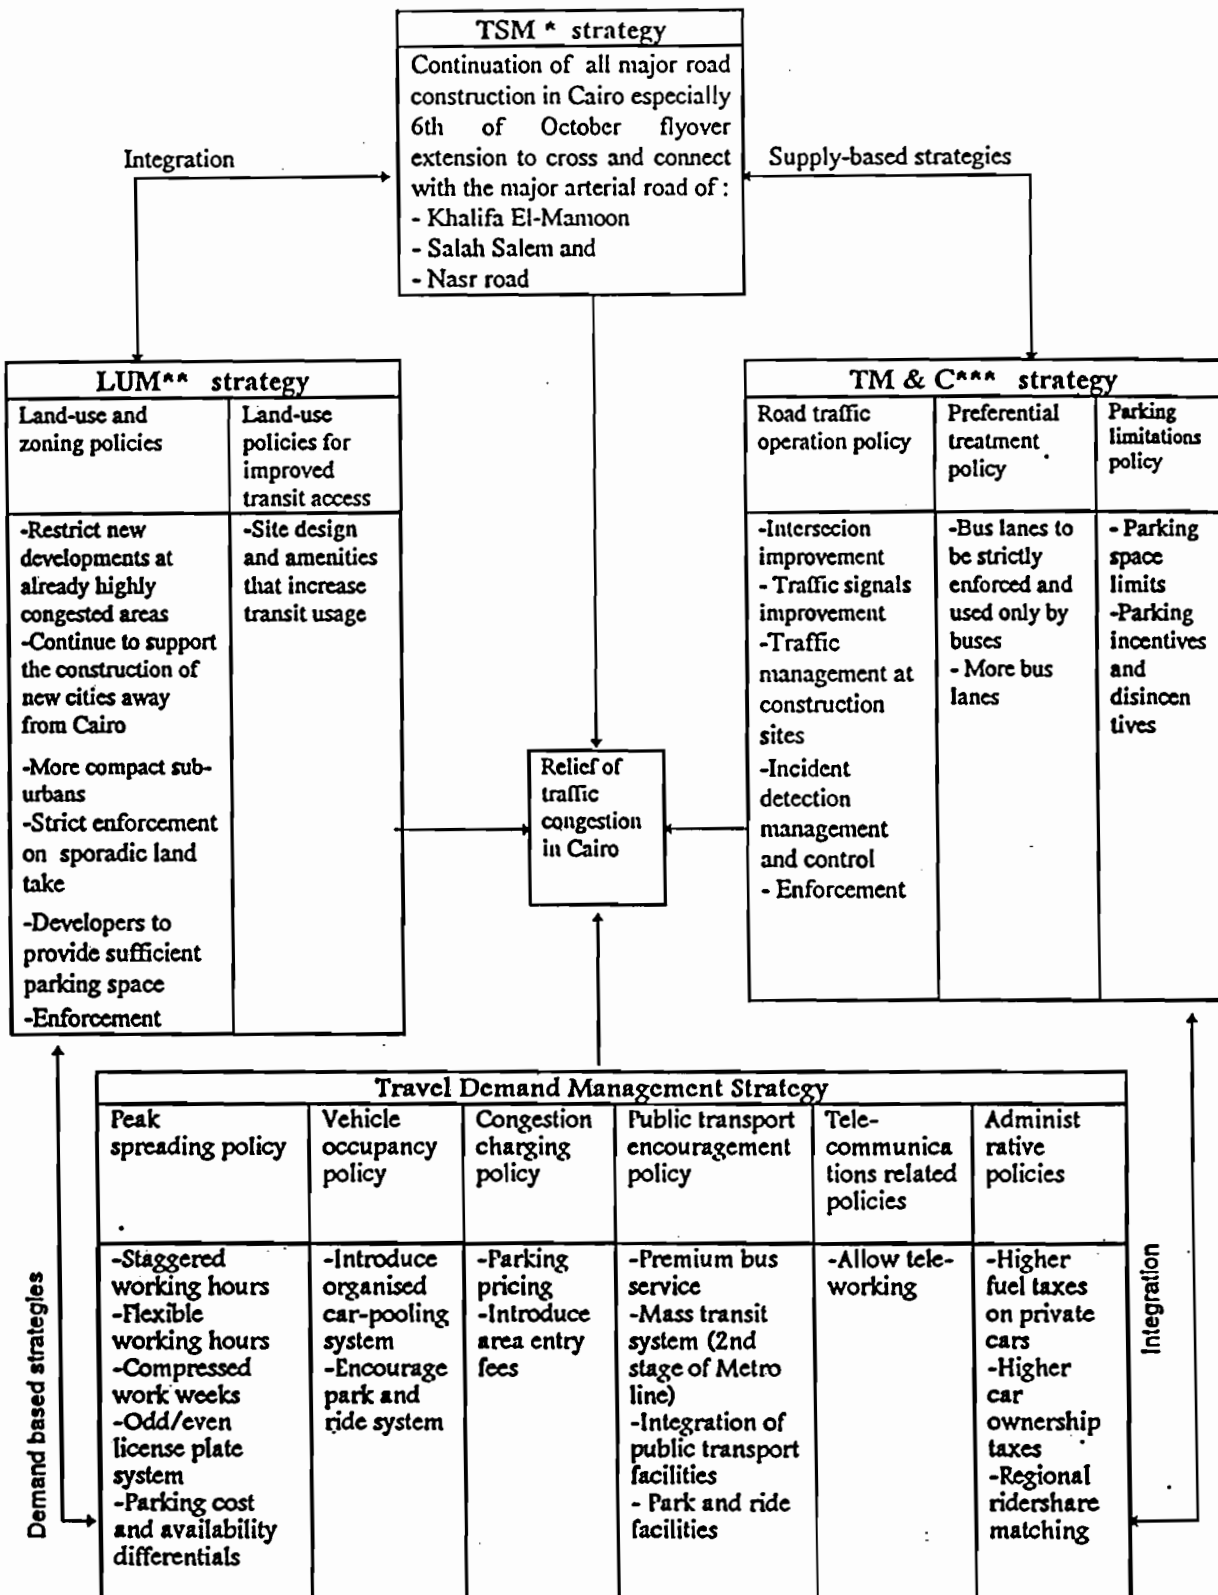 TSM * strategy
Continuation of all major road
construction in Cairo especially
6th of October flyover
extension to cross and connect
with the major arterial road of :
- Khalifa El-Mamoon
- Salah Salem and
- Nasr road
Integration
Supply-based strategies
LUM** strategy
Land-use and
zoning policies
Land-use
policies for
improved
transit access
-Restrict new
developments at
already highly
congested areas
-Continue to support
the construction of
new cities away
from Cairo
-More compact sub-
urbans
-Strict enforcement
on sporadic land
take
-Developers to
provide sufficient
parking space
-Enforcement
-Site design
and amenities
that increase
transit usage
TM & C*** strategy
Road traffic
operation policy
Preferential
treatment
policy
Parking
limitations
policy
-Intersecion
improvement
- Traffic signals
improvement
-Traffic
management at
construction
sites
-Incident
detection
management
and control
- Enforcement
-Bus lanes to
be strictly
enforced and
used only by
buses
- More bus
lanes
- Parking
space
limits
-Parking
incentives
and
disincen
tives
Relief of
traffic
congestion
in Cairo
Travel Demand Management Strategy
Peak
spreading policy
Vehicle
occupancy
policy
Congestion
charging
policy
Public transport
encouragement
policy
Tele-
communica
tions related
policies
Administ
rative
policies
-Staggered
working hours
-Flexible
working hours
-Compressed
work weeks
-Odd/even
license plate
system
-Parking cost
and availability
differentials
-Introduce
organised
car-pooling
system
-Encourage
park and
ride system
-Parking
pricing
-Introduce
area entry
fees
-Premium bus
service
-Mass transit
system (2nd
stage of Metro
line)
-Integration of
public transport
facilities
- Park and ride
facilities
-Allow tele-
working
-Higher
fuel taxes
on private
cars
-Higher
car
ownership
taxes
-Regional
ridershare
matching
Demand based strategles
Integration